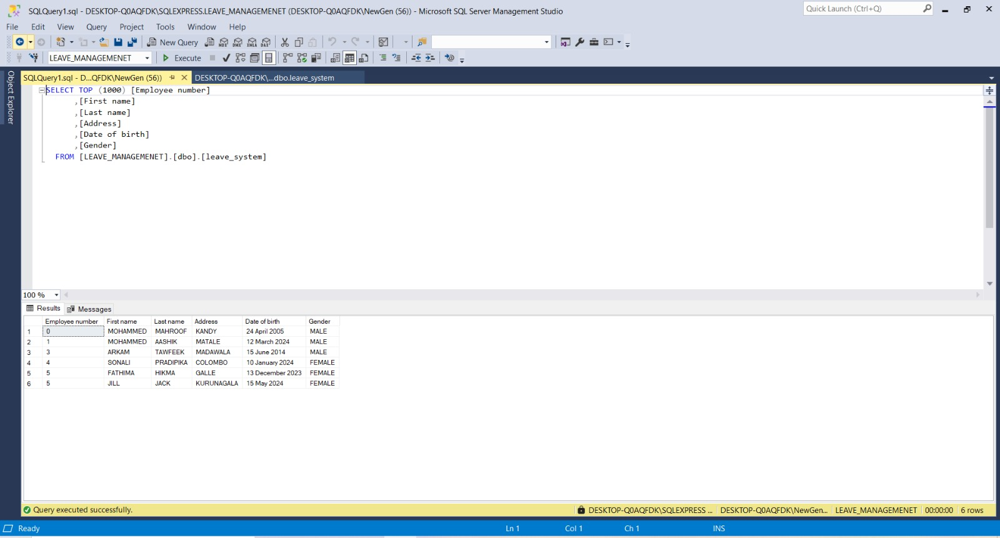 SQLQuery1.sql - DESKTOP-Q0AQFDK\SQLEXPRESS.LEAVE_MANAGEMENET (DESKTOP-Q0AQFDK\NewGen (56)) - Microsoft SQL Server Management Studio
Quick Launch (Ctrl+Q)
File Edit View Query Project Tools Window Help
New Query MDX DMX XMLA DAX
LEAVE_MANAGEMENET Execute
Object Explorer
SQLQuery1.sql - D...QFDK\NewGen (56)) DESKTOP-Q0AQFDK\...dbo.leave_system
SELECT TOP (1000) [Employee number]
,[First name]
,[Last name]
,[Address]
,[Date of birth]
,[Gender]
FROM [LEAVE_MANAGEMENET].[dbo].[leave_system]
100 %
Results Messages
Employee number First name Last name Address Date of birth Gender
1 0 MOHAMMED MAHROOF KANDY 24 April 2005 MALE
2 1 MOHAMMED AASHIK MATALE 12 March 2024 MALE
3 3 ARKAM TAWFEEK MADAWALA 15 June 2014 MALE
4 4 SONALI PRADIPIKA COLOMBO 10 January 2024 FEMALE
5 5 FATHIMA HIKMA GALLE 13 December 2023 FEMALE
6 5 JILL JACK KURUNAGALA 15 May 2024 FEMALE
Query executed successfully. DESKTOP-Q0AQFDK\SQLEXPRESS ... DESKTOP-Q0AQFDK\NewGen... LEAVE_MANAGEMENET 00:00:00 6 rows
Ready Ln 1 Col 1 Ch 1 INS